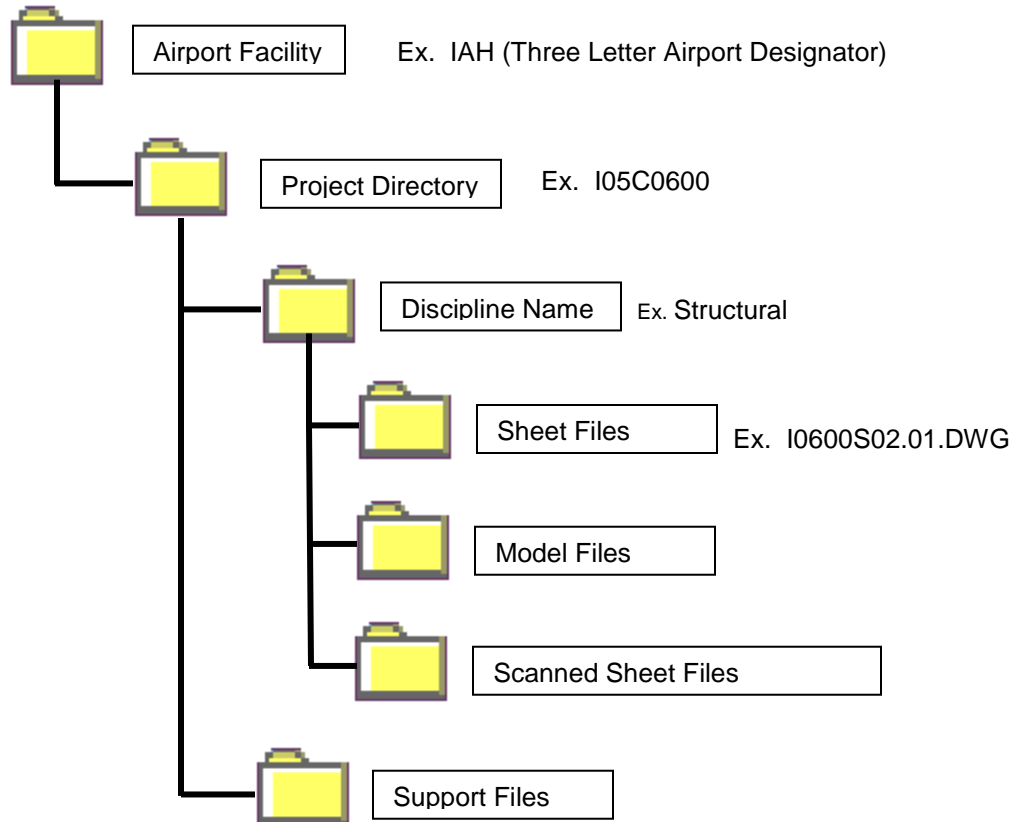 Airport Facility Ex. IAH (Three Letter Airport Designator)
Project Directory Ex. I05C0600
Discipline Name Ex. Structural
Sheet Files Ex. I0600S02.01.DWG
Model Files
Scanned Sheet Files
Support Files